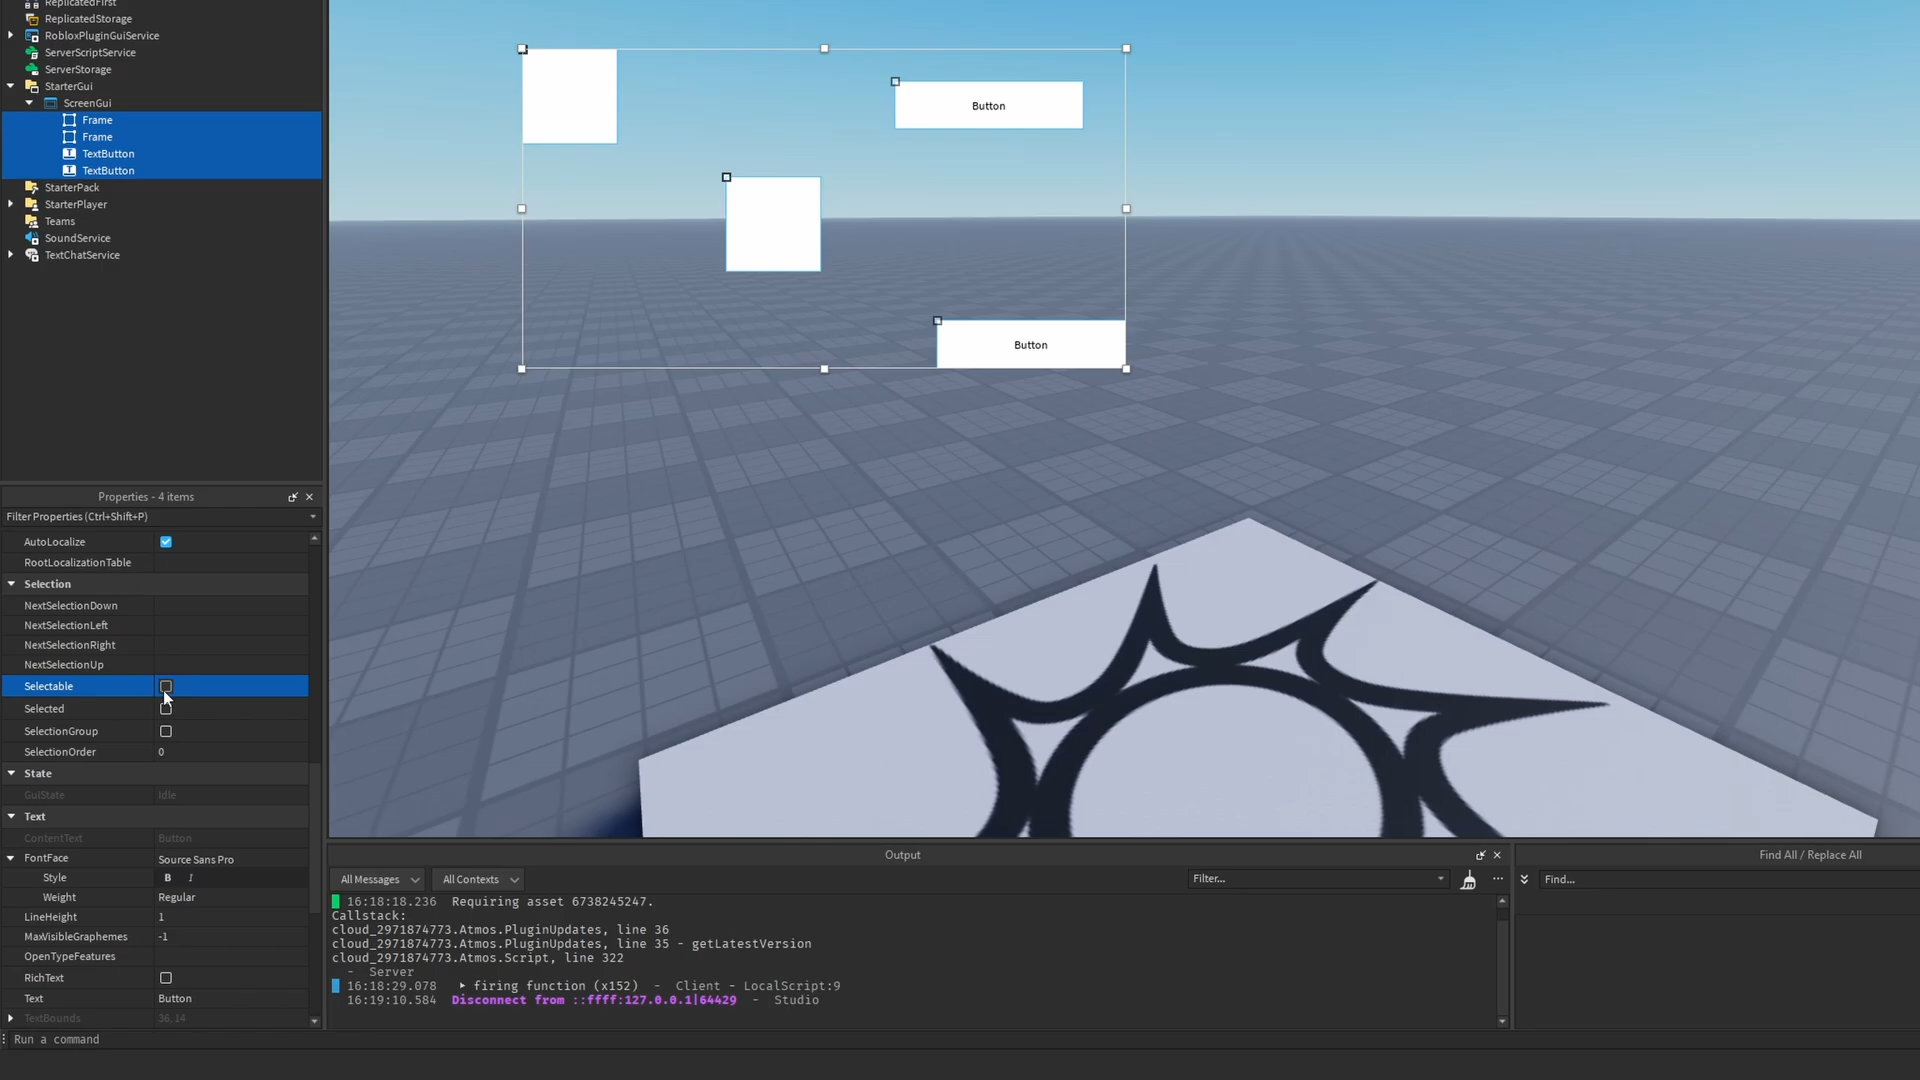 ReplicatedFirst
ReplicatedStorage
RobloxPluginGuiService
ServerScriptService
ServerStorage
StarterGui
ScreenGui
Frame
Frame
TextButton
TextButton
StarterPack
StarterPlayer
Teams
SoundService
TextChatService
Button
Button
Properties - 4 items
Filter Properties (Ctrl+Shift+P)
AutoLocalize
RootLocalizationTable
Selection
NextSelectionDown
NextSelectionLeft
NextSelectionRight
NextSelectionUp
Selectable
Selected
SelectionGroup
SelectionOrder 0
State
GuiState Idle
Text
ContentText Button
FontFace Source Sans Pro
Style B I
Weight Regular
LineHeight 1
MaxVisibleGraphemes -1
OpenTypeFeatures
RichText
Text Button
TextBounds 36, 14
Output
All Messages All Contexts Filter...
16:18:18.236 Requiring asset 6738245247.
Callstack:
cloud_2971874773.Atmos.PluginUpdates, line 36
cloud_2971874773.Atmos.PluginUpdates, line 35 - getLatestVersion
cloud_2971874773.Atmos.Script, line 322
- Server
16:18:29.078 firing function (x152) - Client - LocalScript:9
16:19:10.584 Disconnect from ::ffff:127.0.0.1|64429 - Studio
Find All / Replace All
Find...
Run a command